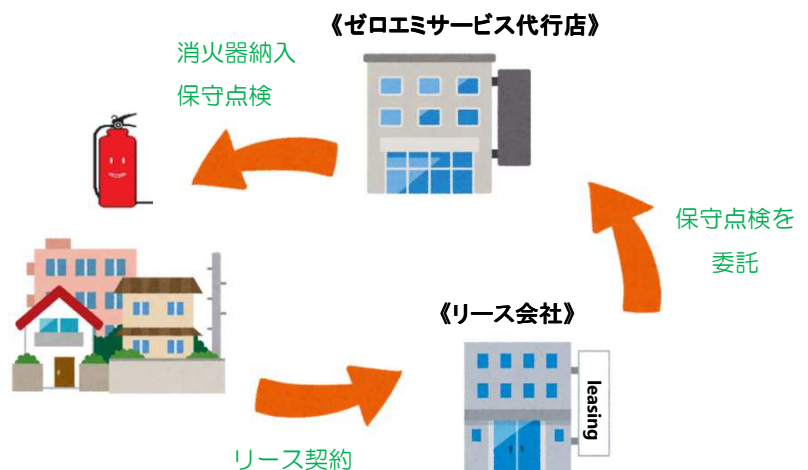 《ゼロエミサービス代行店》
消火器納入
保守点検
保守点検を
委託
《リース会社》
leasing
リース契約